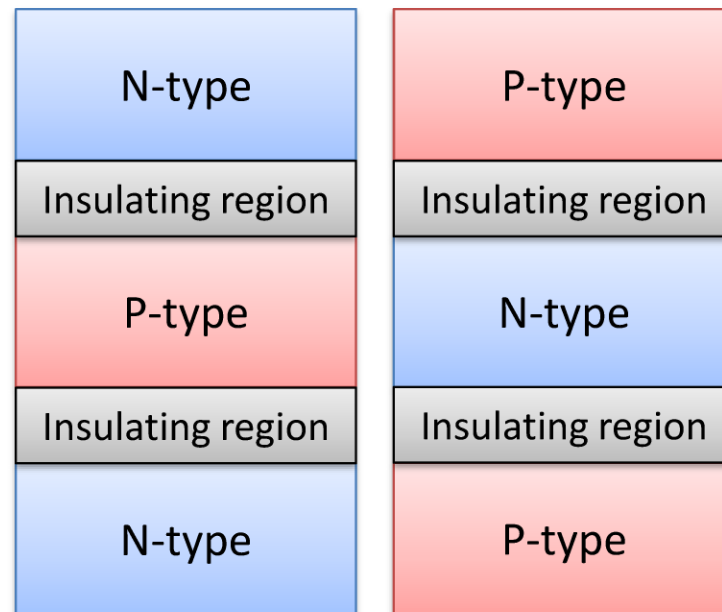 N-type
Insulating region
P-type
Insulating region
N-type
P-type
Insulating region
N-type
Insulating region
P-type